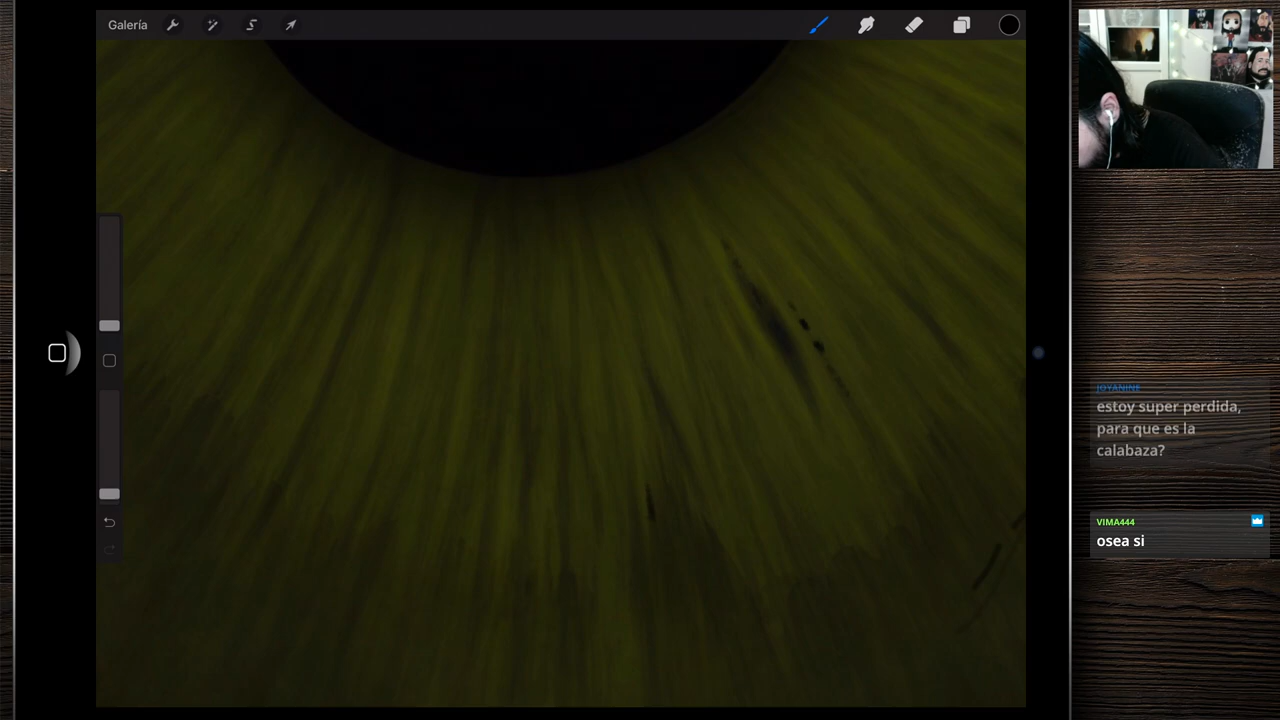 Galería
JOYANINE
estoy super perdida,
para que es la
calabaza?
VIMA444
osea si